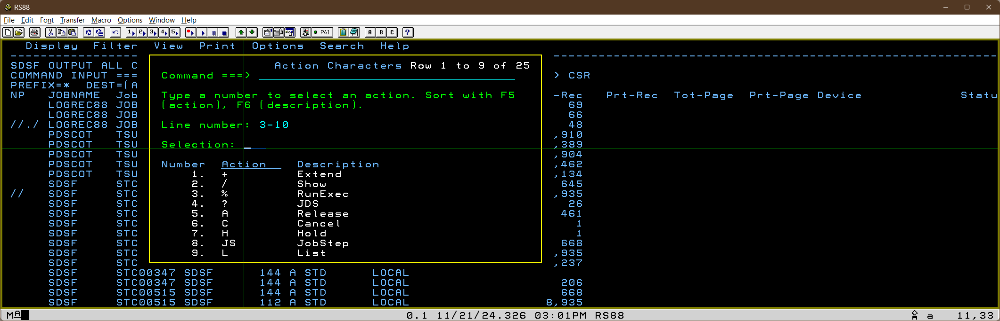 RS88
File Edit Font Transfer Macro Options Window Help
1 2 3 4 5 PA1 A B C ?
Display Filter View Print Options Search Help
SDSF OUTPUT ALL C Action Characters Row 1 to 9 of 25
COMMAND INPUT === Command ===> > CSR
PREFIX=* DEST=(A
NP JOBNAME Job Type a number to select an action. Sort with F5 -Rec Prt-Rec Tot-Page Prt-Page Device Statu
LOGREC88 JOB (action), F6 (description). 69
LOGREC88 JOB 66
//./ LOGREC88 JOB Line number: 3-10 48
PDSCOT TSU ,910
PDSCOT TSU Selection: _ ,389
PDSCOT TSU ,904
PDSCOT TSU Number Action Description ,462
PDSCOT TSU 1. + Extend ,134
SDSF STC 2. / Show 645
// SDSF STC 3. % RunExec ,935
SDSF STC 4. ? JDS 26
SDSF STC 5. A Release 461
SDSF STC 6. C Cancel 1
SDSF STC 7. H Hold 1
SDSF STC 8. JS JobStep 668
SDSF STC 9. L List ,935
SDSF STC ,237
SDSF STC00347 SDSF 144 A STD LOCAL
SDSF STC00347 SDSF 144 A STD LOCAL 206
SDSF STC00515 SDSF 144 A STD LOCAL 668
SDSF STC00515 SDSF 112 A STD LOCAL 8,935
MA 0.1 11/21/24.326 03:01PM RS88 A a 11,33